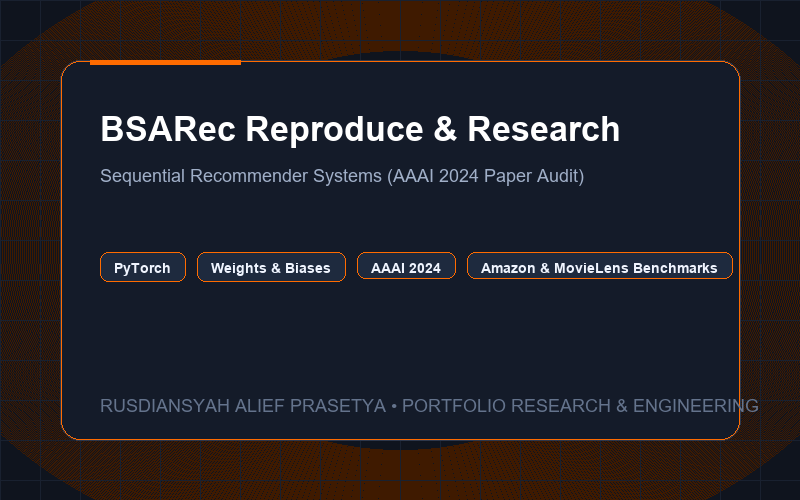 BSARec Reproduce & Research
Sequential Recommender Systems (AAAI 2024 Paper Audit)
PyTorch Weights & Biases AAAI 2024 Amazon & MovieLens Benchmarks
RUSDIANSYAH ALIEF PRASETYA • PORTFOLIO RESEARCH & ENGINEERING